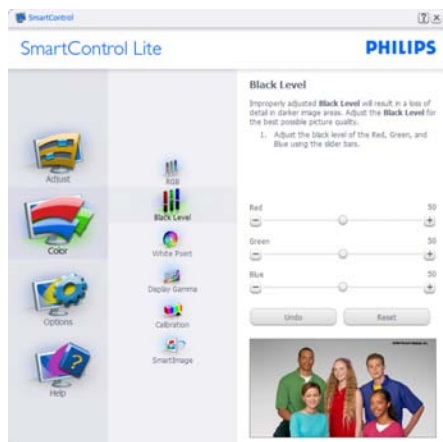 SmartControl
SmartControl Lite
PHILIPS
Adjust
Color
Options
Help
RGB
Black Level
White Point
Display Gamma
Calibration
SmartImage
Black Level
Improperly adjusted Black Level will result in a loss of
detail in darker image areas. Adjust the Black Level for
the best possible picture quality.
1. Adjust the black level of the Red, Green, and
Blue using the slider bars.
Red 50
Green 50
Blue 50
Undo Reset